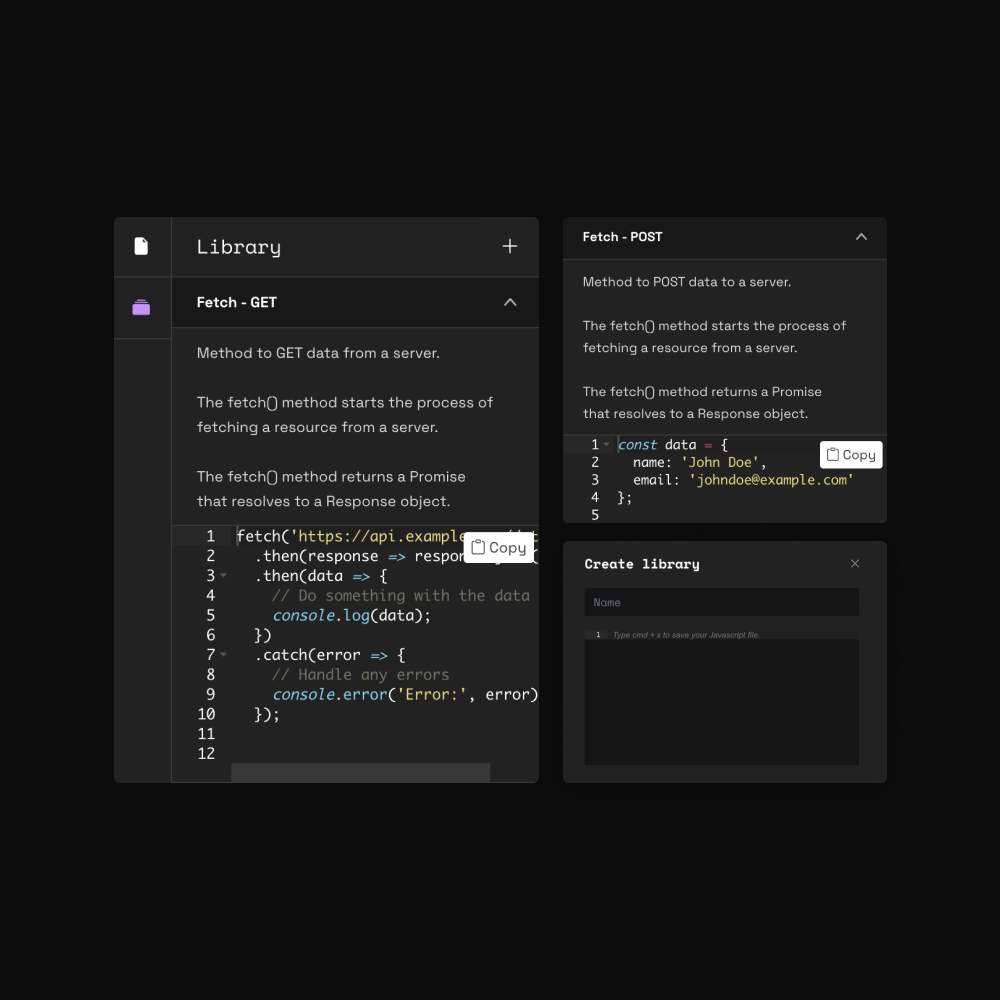 Library
Fetch - GET
Method to GET data from a server.
The fetch() method starts the process of
fetching a resource from a server.
The fetch() method returns a Promise
that resolves to a Response object.
1 fetch('https://api.example
Copy
2 .then(response =>
3 .then(data => {
4 // Do something with the data
5 console.log(data);
6 })
7 .catch(error => {
8 // Handle any errors
9 console.error('Error:', error)
10 });
11
12
Fetch - POST
Method to POST data to a server.
The fetch() method starts the process of
fetching a resource from a server.
The fetch() method returns a Promise
that resolves to a Response object.
1 const data = {
Copy
2 name: 'John Doe',
3 email: 'johndoe@example.com'
4 };
5
Create library
Name
1 Type cmd + s to save your Javascript file.